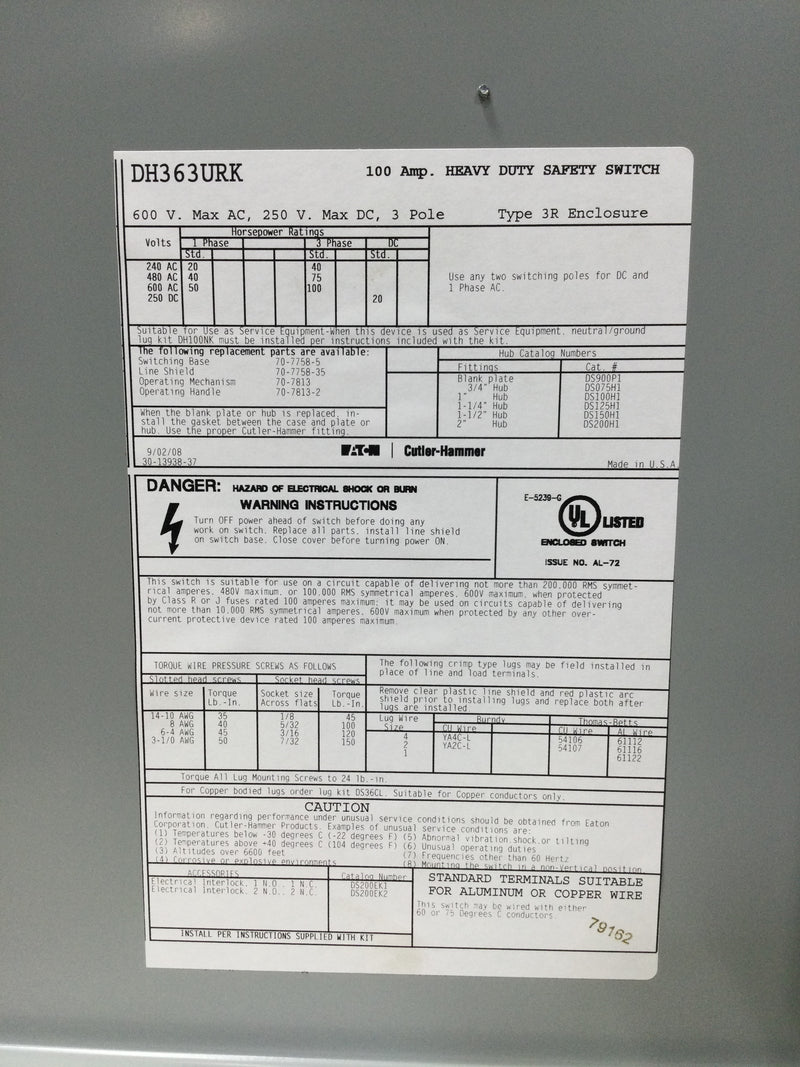 DH363URK 100 Amp. HEAVY DUTY SAFETY SWITCH
600 V. Max AC, 250 V. Max DC, 3 Pole Type 3R Enclosure
Horsepower Ratings
Volts 1 Phase 3 Phase DC
Std. Std. Std.
240 AC 20 40
480 AC 40 75
600 AC 50 100
250 DC 20
Use any two switching poles for DC and
1 Phase AC.
Suitable for Use as Service Equipment-When this device is used as Service Equipment, neutral/ground
lug kit DH100NK must be installed per instructions included with the kit.
The following replacement parts are available:
Switching Base 70-7758-5
Line Shield 70-7758-35
Operating Mechanism 70-7813
Operating Handle 70-7813-2
When the blank plate or hub is replaced, in-
stall the gasket between the case and plate or
hub. Use the proper Cutler-Hammer fitting.
Hub Catalog Numbers
Fittings Cat. #
Blank plate DS900P1
3/4" Hub DS075H1
1" Hub DS100H1
1-1/4" Hub DS125H1
1-1/2" Hub DS150H1
2" Hub DS200H1
9/02/08
30-13938-37
EATON | Cutler-Hammer
Made in U.S.A
DANGER: HAZARD OF ELECTRICAL SHOCK OR BURN
WARNING INSTRUCTIONS
Turn OFF power ahead of switch before doing any
work on switch. Replace all parts, install line shield
on switch base. Close cover before turning power ON.
E-5239-G
UL LISTED
ENCLOSED SWITCH
ISSUE NO. AL-72
This switch is suitable for use on a circuit capable of delivering not more than 200,000 RMS symmet-
rical amperes, 480V maximum, or 100,000 RMS symmetrical amperes, 600V maximum, when protected
by Class R or J fuses rated 100 amperes maximum; it may be used on circuits capable of delivering
not more than 10,000 RMS symmetrical amperes, 600V maximum when protected by any other over-
current protective device rated 100 amperes maximum.
TORQUE WIRE PRESSURE SCREWS AS FOLLOWS
Slotted head screws Socket head screws
Wire size Torque Lb.-In. Socket size Across flats Torque Lb.-In.
14-10 AWG 35 1/8 45
8 AWG 40 5/32 100
6-4 AWG 45 3/16 120
3-1/0 AWG 50 7/32 150
The following crimp type lugs may be field installed in
place of line and load terminals.
Remove clear plastic line shield and red plastic arc
shield prior to installing lugs and replace both after
lugs are installed
Lug Wire Size Burndy Thomas-Betts
CU Wire CU Wire AL Wire
4 YA4C-L 54106 61112
2 YA2C-L 54107 61116
1 61122
Torque All Lug Mounting Screws to 24 lb.-in.
For Copper bodied lugs order lug kit DS36CL. Suitable for Copper conductors only.
CAUTION
Information regarding performance under unusual service conditions should be obtained from Eaton
Corporation, Cutler-Hammer Products. Examples of unusual service conditions are:
(1) Temperatures below -30 degrees C (-22 degrees F) (5) Abnormal vibration shock,or tilting
(2) Temperatures above +40 degrees C (104 degrees F) (6) Unusual operating duties
(3) Altitudes over 6600 feet (7) Frequencies other than 60 Hertz
(4) Corrosive or explosive environments (8) Mounting the switch in a non-vertical position
ACCESSORIES Catalog Number
Electrical Interlock, 1 N.O., 1 N.C. DS200EK1
Electrical Interlock, 2 N.O., 2 N.C. DS200EK2
INSTALL PER INSTRUCTIONS SUPPLIED WITH KIT
STANDARD TERMINALS SUITABLE
FOR ALUMINUM OR COPPER WIRE
This switch may be wired with either
60 or 75 Degrees C conductors.
79162